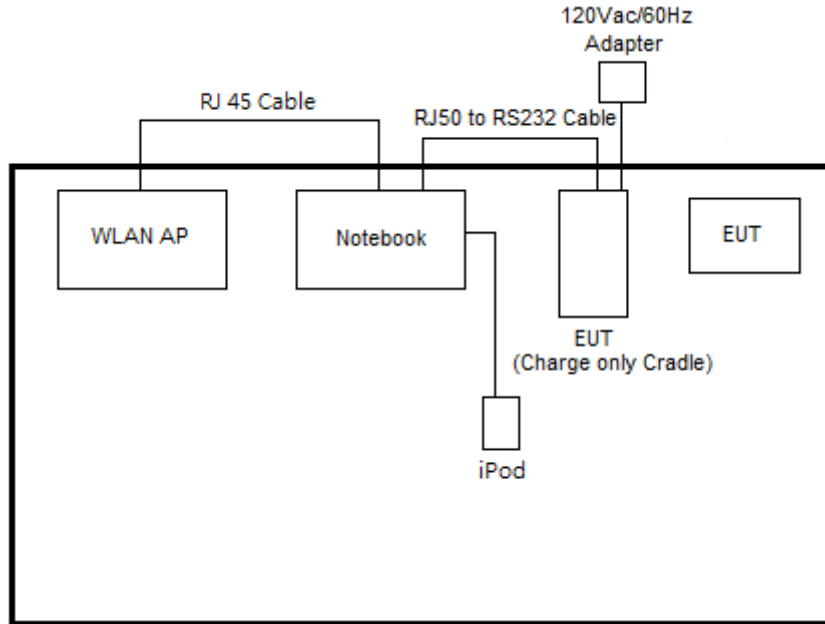 120Vac/60Hz
Adapter
RJ 45 Cable
RJ50 to RS232 Cable
WLAN AP
Notebook
EUT
EUT
(Charge only Cradle)
iPod